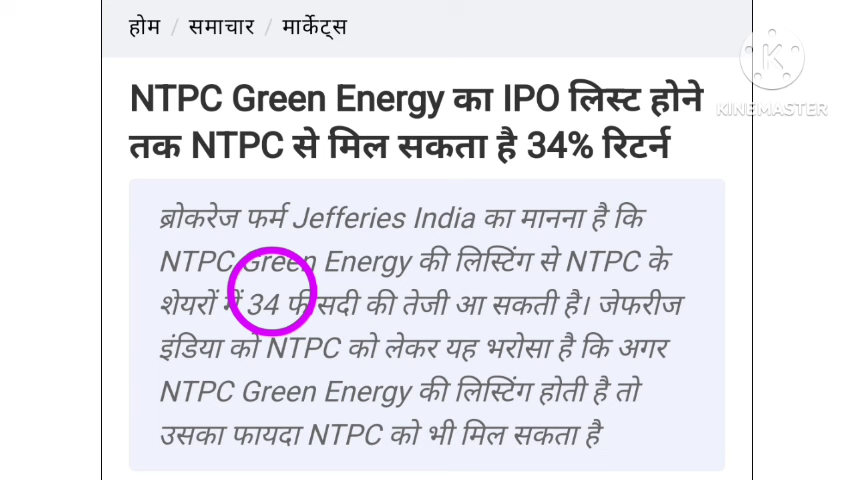 होम / समाचार / मार्केट्स
KINEMASTER
NTPC Green Energy का IPO लिस्ट होने
तक NTPC से मिल सकता है 34% रिटर्न
ब्रोकरेज फर्म Jefferies India का मानना है कि
NTPC Green Energy की लिस्टिंग से NTPC के
शेयरों में 34 फीसदी की तेजी आ सकती है। जेफरीज
इंडिया को NTPC को लेकर यह भरोसा है कि अगर
NTPC Green Energy की लिस्टिंग होती है तो
उसका फायदा NTPC को भी मिल सकता है